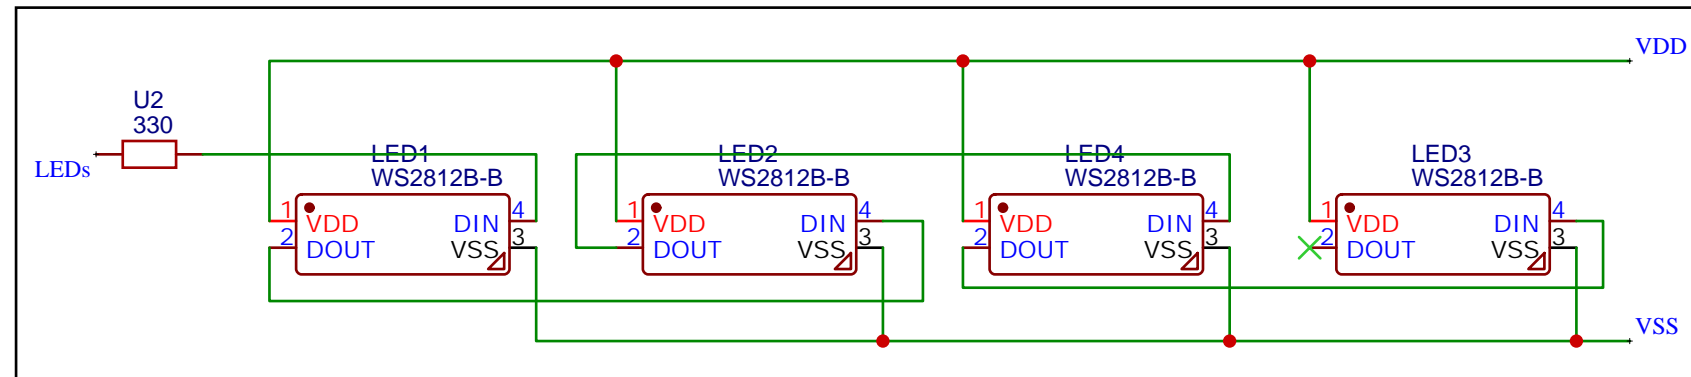 VDD
U2
330
LEDs
LED1
WS2812B-B
1 VDD DIN 4
2 DOUT VSS 3
LED2
WS2812B-B
1 VDD DIN 4
2 DOUT VSS 3
LED4
WS2812B-B
1 VDD DIN 4
2 DOUT VSS 3
LED3
WS2812B-B
1 VDD DIN 4
2 DOUT VSS 3
VSS